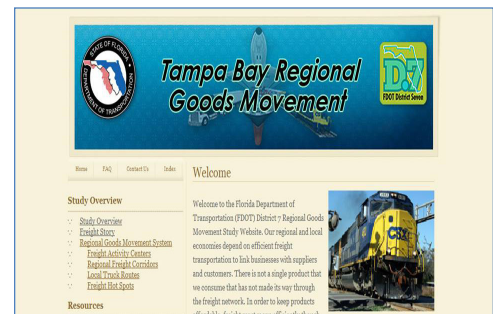 STATE OF FLORIDA
DEPARTMENT OF TRANSPORTATION
Tampa Bay Regional
Goods Movement
D.7
FDOT District Seven
Home FAQ Contact Us Index
Study Overview
Study Overview
Freight Story
Regional Goods Movement System
Freight Activity Centers
Regional Freight Corridors
Local Truck Routes
Freight Hot Spots
Resources
Welcome
Welcome to the Florida Department of
Transportation (FDOT) District 7 Regional Goods
Movement Study Website. Our regional and local
economies depend on efficient freight
transportation to link businesses with suppliers
and customers. There is not a single product that
we consume that has not made its way through
the freight network. In order to keep products
CSX